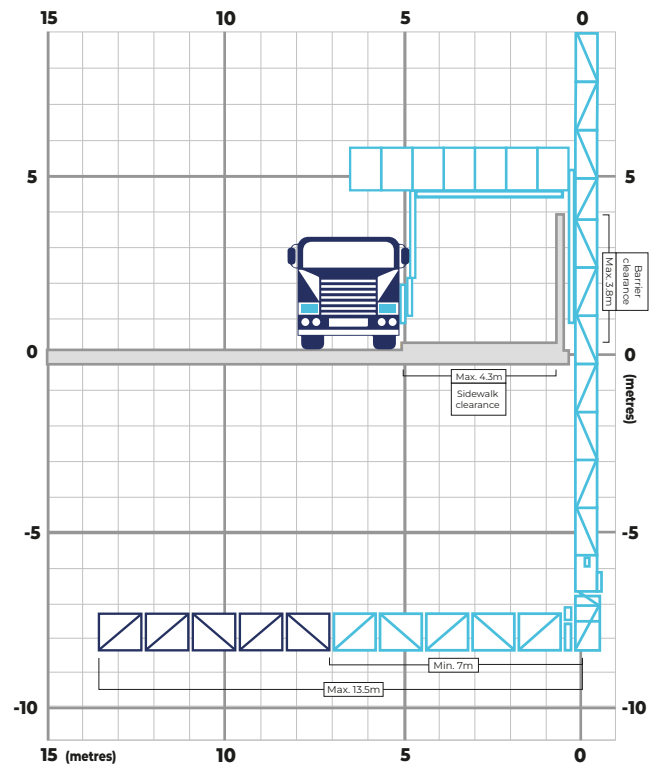 15
10
5
0
5
5
Barrier
clearance
Max. 3.8m
0
0
Max. 4.3m
Sidewalk
clearance
(metres)
-5
-5
Min. 7m
Max. 13.5m
-10
-10
15 (metres)
10
5
0